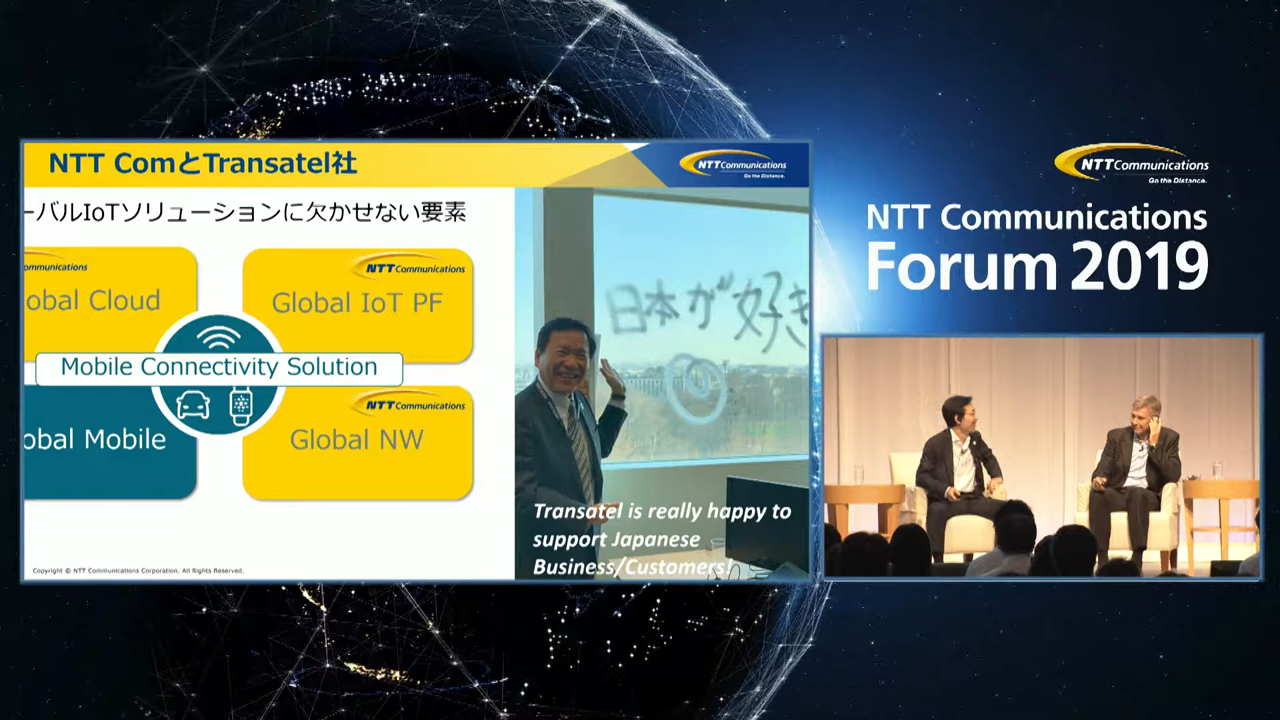 NTT ComとTransatel社
NTT Communications
Go the Distance.
ーバルIoTソリューションに欠かせない要素
ommunications
obal Cloud
NTT Communications
Global IoT PF
Mobile Connectivity Solution
obal Mobile
NTT Communications
Global NW
日本が好き
Transatel is really happy to
support Japanese
Business/Customers!
Copyright © NTT Communications Corporation. All Rights Reserved.
NTT Communications
Go the Distance.
NTT Communications
Forum 2019